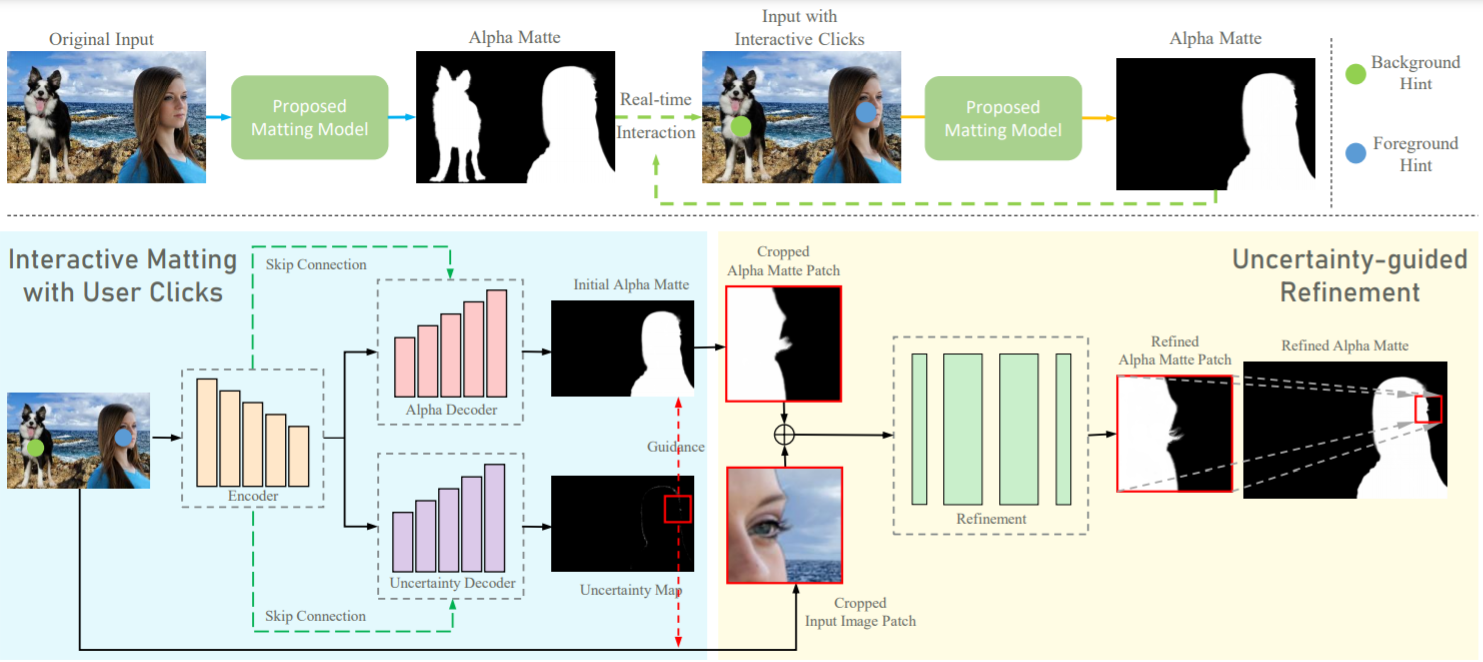 Original Input
Proposed
Matting Model
Alpha Matte
Real-time
Interaction
Input with
Interactive Clicks
Proposed
Matting Model
Alpha Matte
Background
Hint
Foreground
Hint
Interactive Matting
with User Clicks
Skip Connection
Encoder
Alpha Decoder
Initial Alpha Matte
Guidance
Uncertainty Decoder
Uncertainty Map
Skip Connection
Uncertainty-guided
Refinement
Cropped
Alpha Matte Patch
Cropped
Input Image Patch
Refinement
Refined
Alpha Matte Patch
Refined Alpha Matte